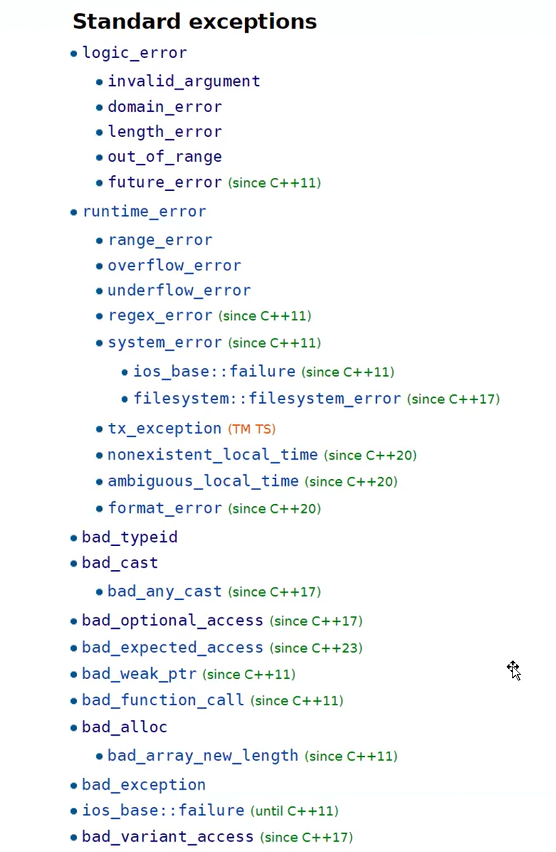 Standard exceptions
• logic_error
• invalid_argument
• domain_error
• length_error
• out_of_range
• future_error (since C++11)
• runtime_error
• range_error
• overflow_error
• underflow_error
• regex_error (since C++11)
• system_error (since C++11)
• ios_base::failure (since C++11)
• filesystem::filesystem_error (since C++17)
• tx_exception (TM TS)
• nonexistent_local_time (since C++20)
• ambiguous_local_time (since C++20)
• format_error (since C++20)
• bad_typeid
• bad_cast
• bad_any_cast (since C++17)
• bad_optional_access (since C++17)
• bad_expected_access (since C++23)
• bad_weak_ptr (since C++11)
• bad_function_call (since C++11)
• bad_alloc
• bad_array_new_length (since C++11)
• bad_exception
• ios_base::failure (until C++11)
• bad_variant_access (since C++17)